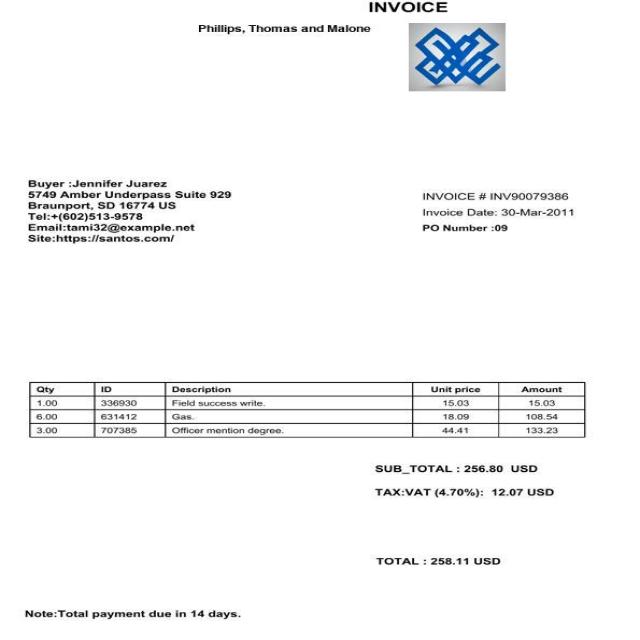 INVOICE
Phillips, Thomas and Malone
Buyer :Jennifer Juarez
5749 Amber Underpass Suite 929
Braunport, SD 16774 US
Tel:+(602)513-9578
Email:tami32@example.net
Site:https://santos.com/
INVOICE # INV90079386
Invoice Date: 30-Mar-2011
PO Number :09
Qty ID Description Unit price Amount
1.00 336930 Field success write. 15.03 15.03
6.00 631412 Gas. 18.09 108.54
3.00 707385 Officer mention degree. 44.41 133.23
SUB_TOTAL : 256.80 USD
TAX:VAT (4.70%): 12.07 USD
TOTAL : 258.11 USD
Note:Total payment due in 14 days.